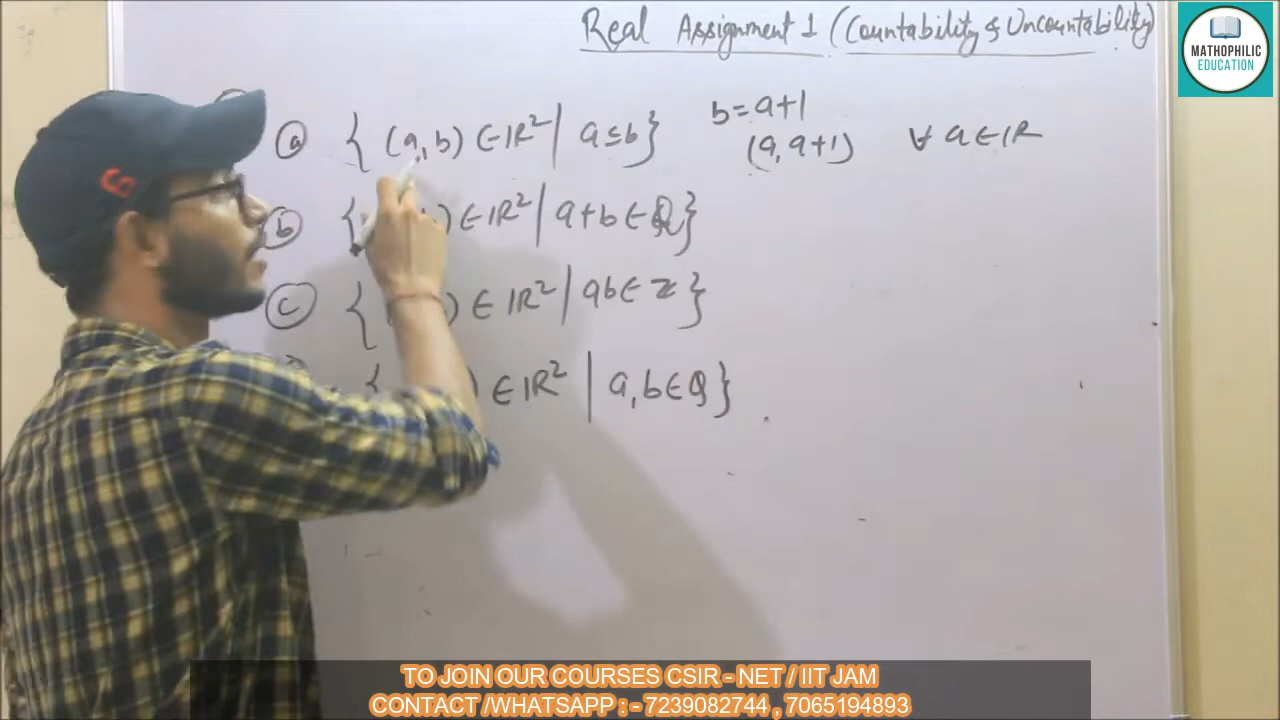 Real Assignment 1 (Countability & Uncountability)
MATHOPHILIC
EDUCATION
(a) { (a,b) ∈ ℝ² | a ≤ b} b = a+1
(a, a+1) ∀ a ∈ ℝ
(b) { ) ∈ ℝ² | a+b ∈ ℚ}
(c) { ( ) ∈ ℝ² | ab ∈ ℤ }
{ ) ∈ ℝ² | a,b ∈ ℚ }
TO JOIN OUR COURSES CSIR - NET / IIT JAM
CONTACT /WHATSAPP : - 7239082744 , 7065194893